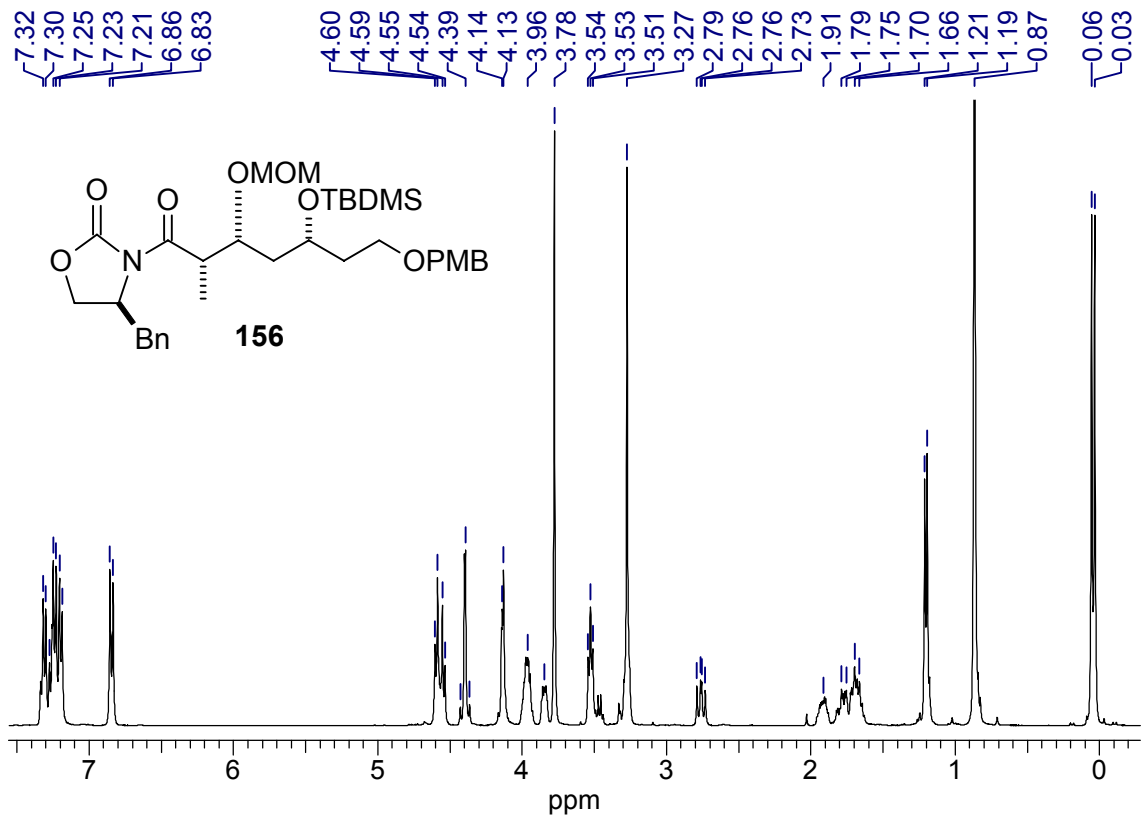 7.32 7.30 7.25 7.23 7.21 6.86 6.83 4.60 4.59 4.55 4.54 4.39 4.14 4.13 3.96 3.78 3.54 3.53 3.51 3.27 2.79 2.76 2.76 2.73 1.91 1.79 1.75 1.70 1.66 1.21 1.19 0.87 0.06 0.03
OMOM
O O OTBDMS
O N OPMB
Bn 156
7 6 5 4 3 2 1 0
ppm